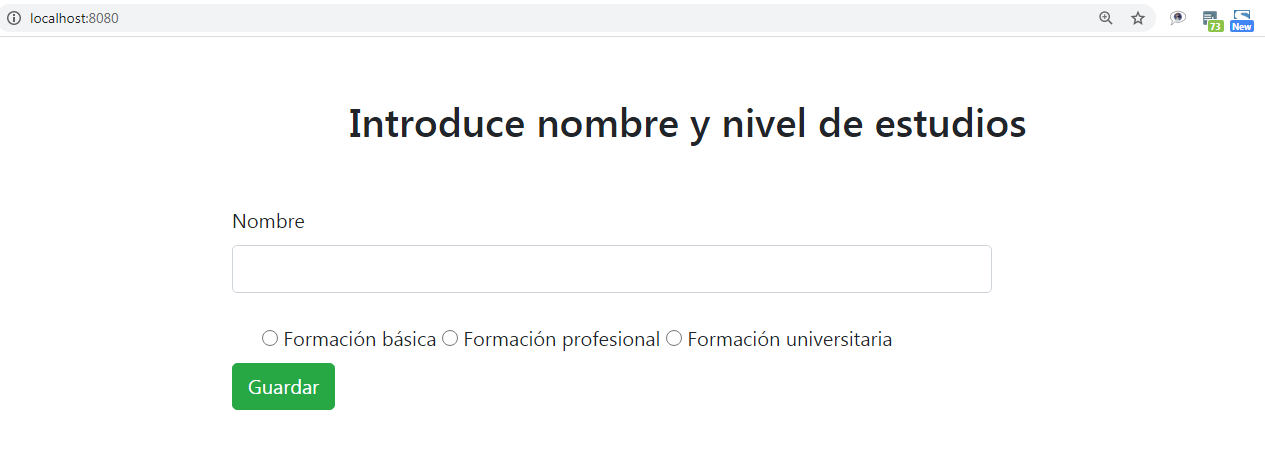 localhost:8080
73
New
Introduce nombre y nivel de estudios
Nombre
Formación básica Formación profesional Formación universitaria
Guardar